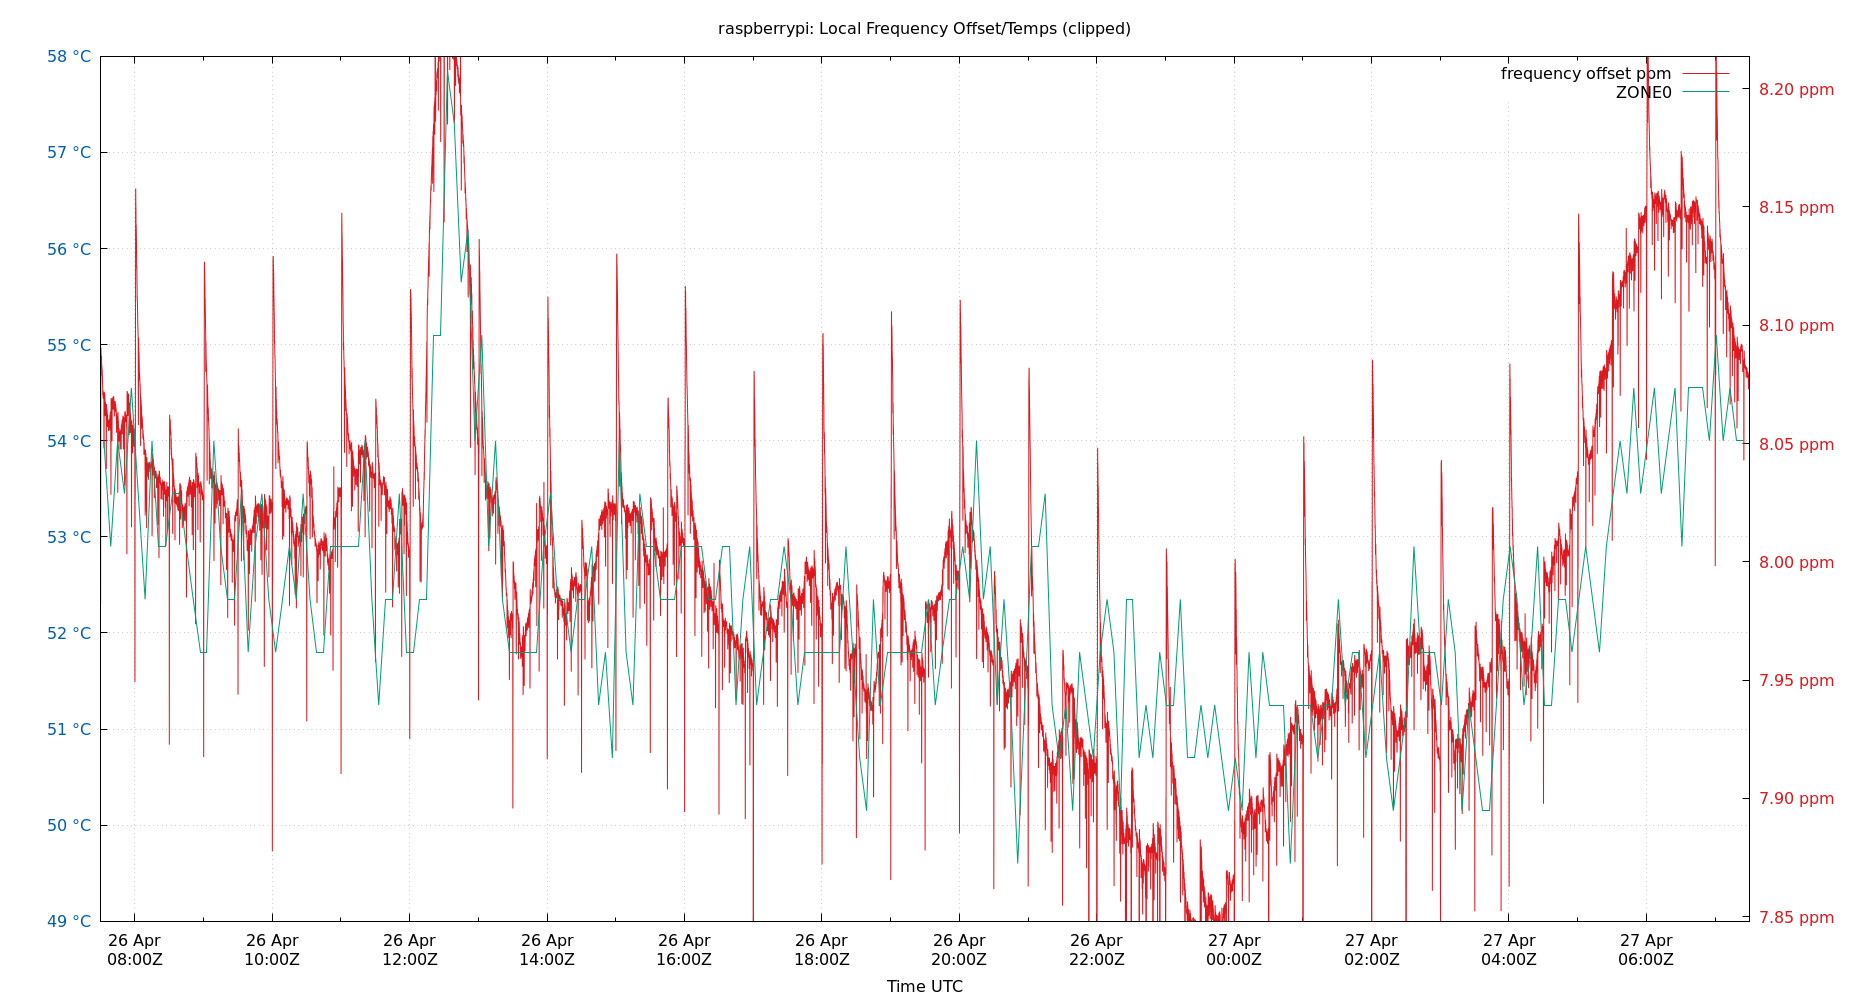 raspberrypi: Local Frequency Offset/Temps (clipped)
58 °C
57 °C
56 °C
55 °C
54 °C
53 °C
52 °C
51 °C
50 °C
49 °C
frequency offset ppm
ZONE0
8.20 ppm
8.15 ppm
8.10 ppm
8.05 ppm
8.00 ppm
7.95 ppm
7.90 ppm
7.85 ppm
26 Apr 26 Apr 26 Apr 26 Apr 26 Apr 26 Apr 26 Apr 26 Apr 27 Apr 27 Apr 27 Apr 27 Apr
08:00Z 10:00Z 12:00Z 14:00Z 16:00Z 18:00Z 20:00Z 22:00Z 00:00Z 02:00Z 04:00Z 06:00Z
Time UTC